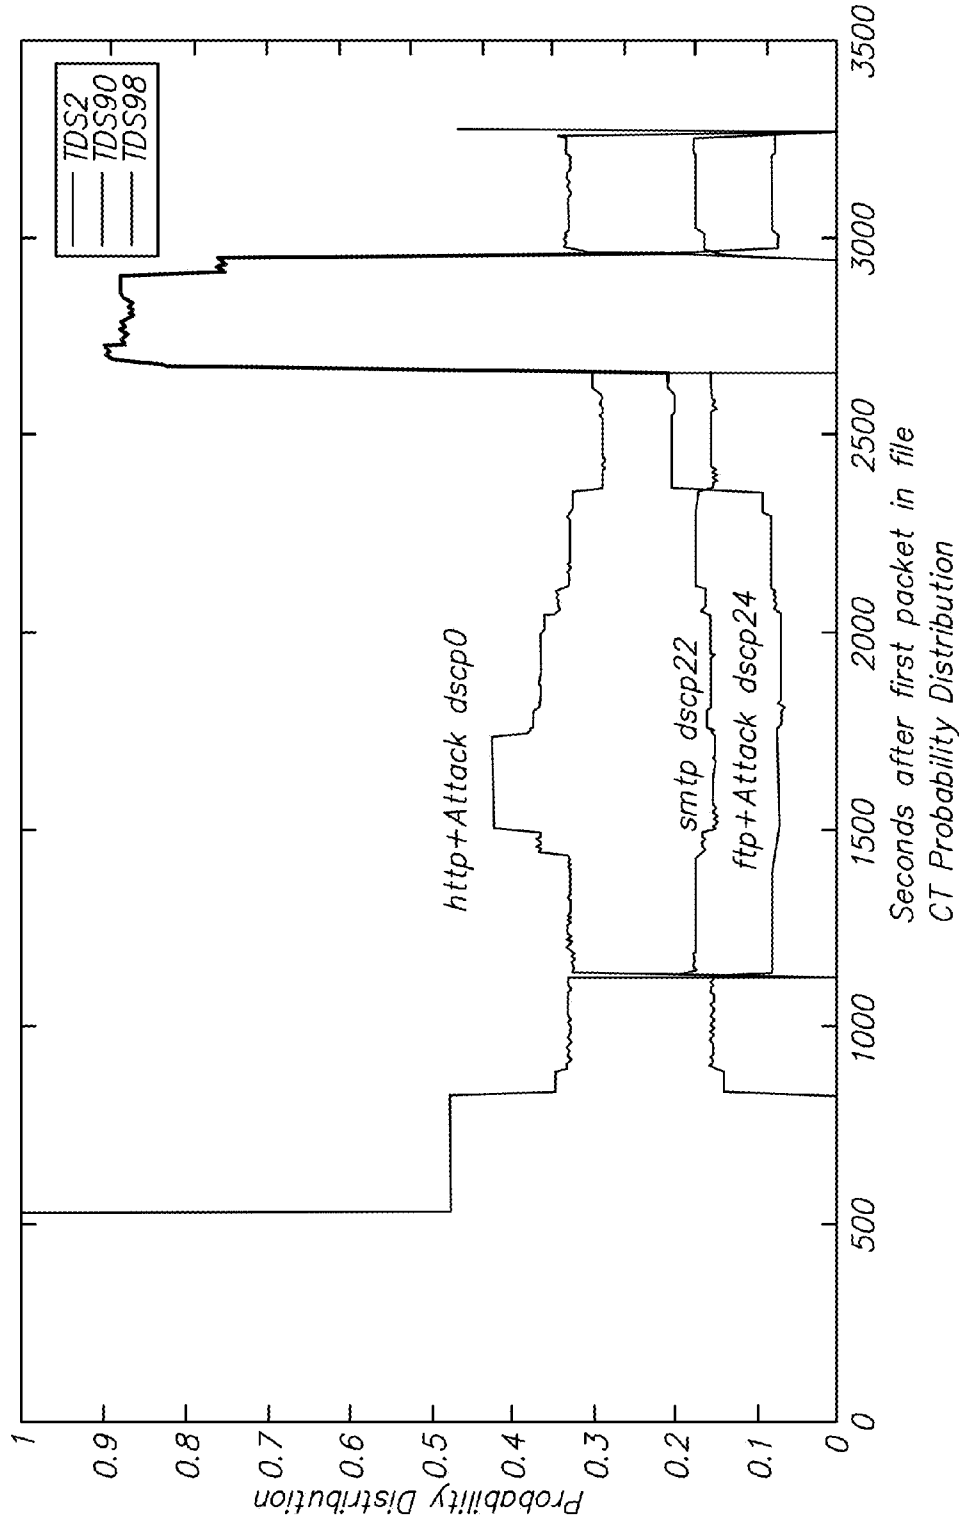 TDS2
TDS90
TDS98
Probability Distribution
1
0.9
0.8
0.7
0.6
0.5
0.4
0.3
0.2
0.1
0
http+Attack dscp0
smtp dscp22
ftp+Attack dscp24
0 500 1000 1500 2000 2500 3000 3500
Seconds after first packet in file
CT Probability Distribution